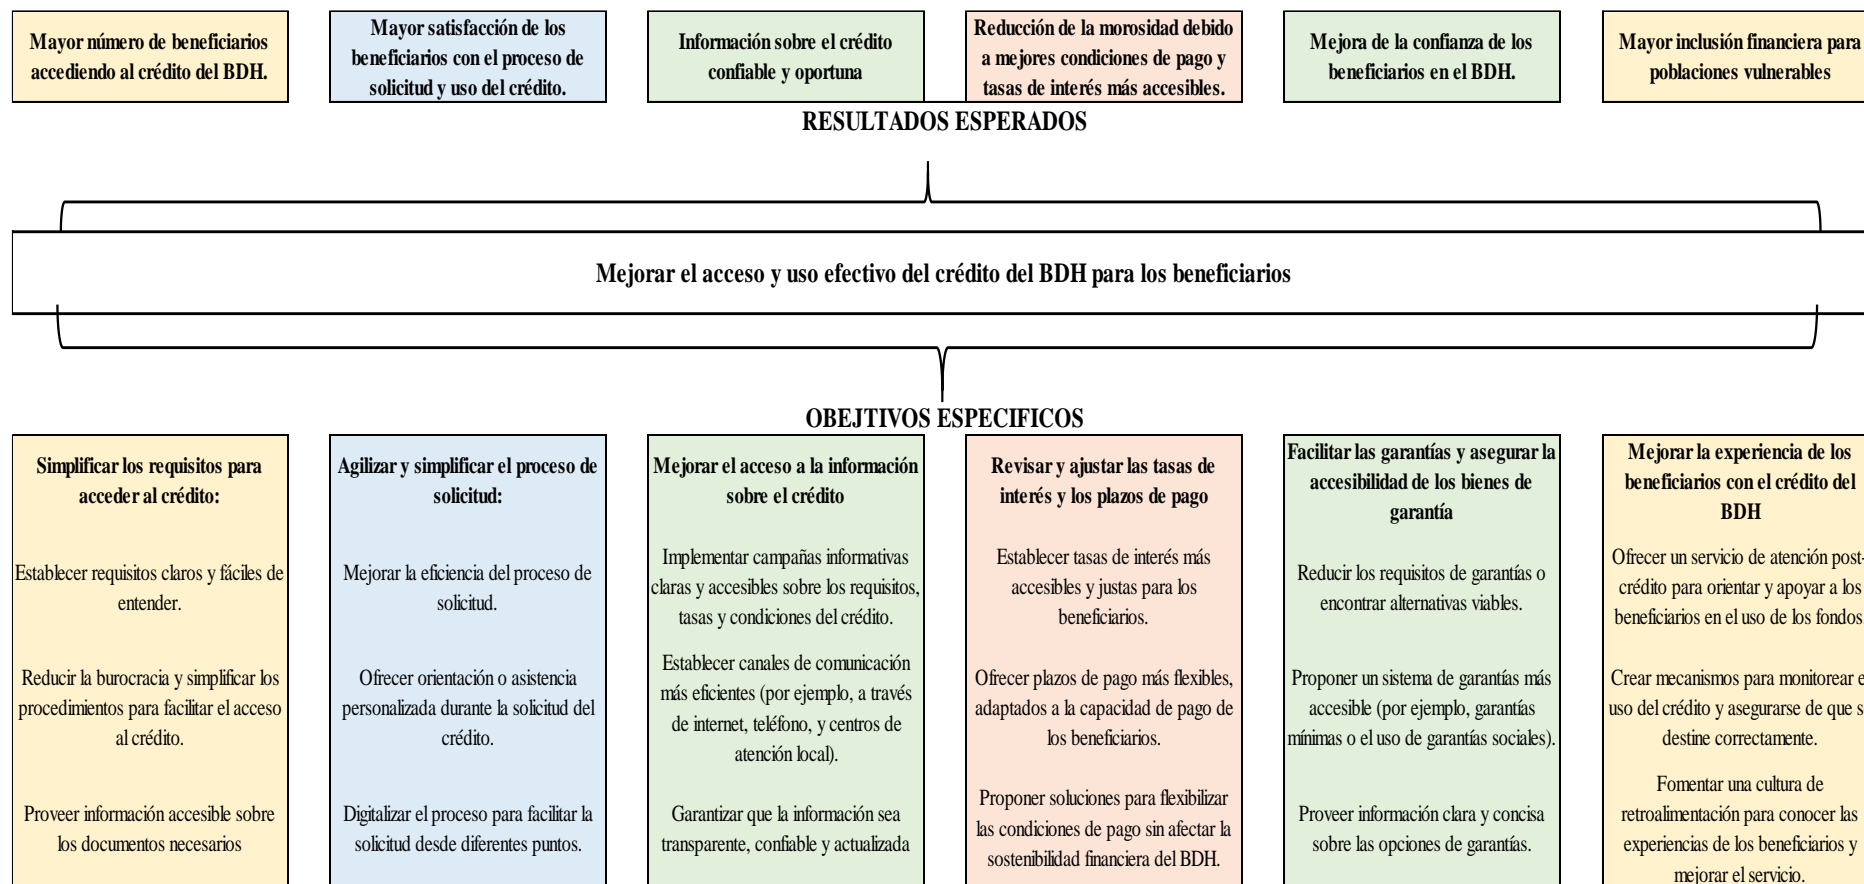 Mayor número de beneficiarios
accediendo al crédito del BDH.
Mayor satisfacción de los
beneficiarios con el proceso de
solicitud y uso del crédito.
Información sobre el crédito
confiable y oportuna
Reducción de la morosidad debido
a mejores condiciones de pago y
tasas de interés más accesibles.
Mejora de la confianza de los
beneficiarios en el BDH.
Mayor inclusión financiera para
poblaciones vulnerables
RESULTADOS ESPERADOS
Mejorar el acceso y uso efectivo del crédito del BDH para los beneficiarios
OBEJTIVOS ESPECIFICOS
Simplificar los requisitos para
acceder al crédito:
Establecer requisitos claros y fáciles de
entender.
Reducir la burocracia y simplificar los
procedimientos para facilitar el acceso
al crédito.
Proveer información accesible sobre
los documentos necesarios
Agilizar y simplificar el proceso de
solicitud:
Mejorar la eficiencia del proceso de
solicitud.
Ofrecer orientación o asistencia
personalizada durante la solicitud del
crédito.
Digitalizar el proceso para facilitar la
solicitud desde diferentes puntos.
Mejorar el acceso a la información
sobre el crédito
Implementar campañas informativas
claras y accesibles sobre los requisitos,
tasas y condiciones del crédito.
Establecer canales de comunicación
más eficientes (por ejemplo, a través
de internet, teléfono, y centros de
atención local).
Garantizar que la información sea
transparente, confiable y actualizada
Revisar y ajustar las tasas de
interés y los plazos de pago
Establecer tasas de interés más
accesibles y justas para los
beneficiarios.
Ofrecer plazos de pago más flexibles,
adaptados a la capacidad de pago de
los beneficiarios.
Proponer soluciones para flexibilizar
las condiciones de pago sin afectar la
sostenibilidad financiera del BDH.
Facilitar las garantías y asegurar la
accesibilidad de los bienes de
garantía
Reducir los requisitos de garantías o
encontrar alternativas viables.
Proponer un sistema de garantías más
accesible (por ejemplo, garantías
mínimas o el uso de garantías sociales).
Proveer información clara y concisa
sobre las opciones de garantías.
Mejorar la experiencia de los
beneficiarios con el crédito del
BDH
Ofrecer un servicio de atención post-
crédito para orientar y apoyar a los
beneficiarios en el uso de los fondos
Crear mecanismos para monitorear e
uso del crédito y asegurarse de que s
destine correctamente.
Fomentar una cultura de
retroalimentación para conocer las
experiencias de los beneficiarios y
mejorar el servicio.